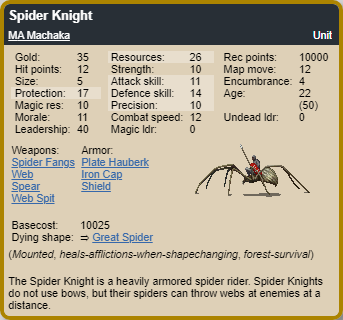 Spider Knight
MA Machaka Unit
Gold: 35 Resources: 26 Rec points: 10000
Hit points: 12 Strength: 10 Map move: 12
Size: 5 Attack skill: 11 Encumbrance: 4
Protection: 17 Defence skill: 14 Age: 22
Magic res: 10 Precision: 10 (50)
Morale: 11 Combat speed: 12 Undead ldr: 0
Leadership: 40 Magic ldr: 0
Weapons: Armor:
Spider Fangs Plate Hauberk
Web Iron Cap
Spear Shield
Web Spit
Basecost: 10025
Dying shape: ⇒ Great Spider
(Mounted, heals-afflictions-when-shapechanging, forest-survival)
The Spider Knight is a heavily armored spider rider. Spider Knights
do not use bows, but their spiders can throw webs at enemies at a
distance.